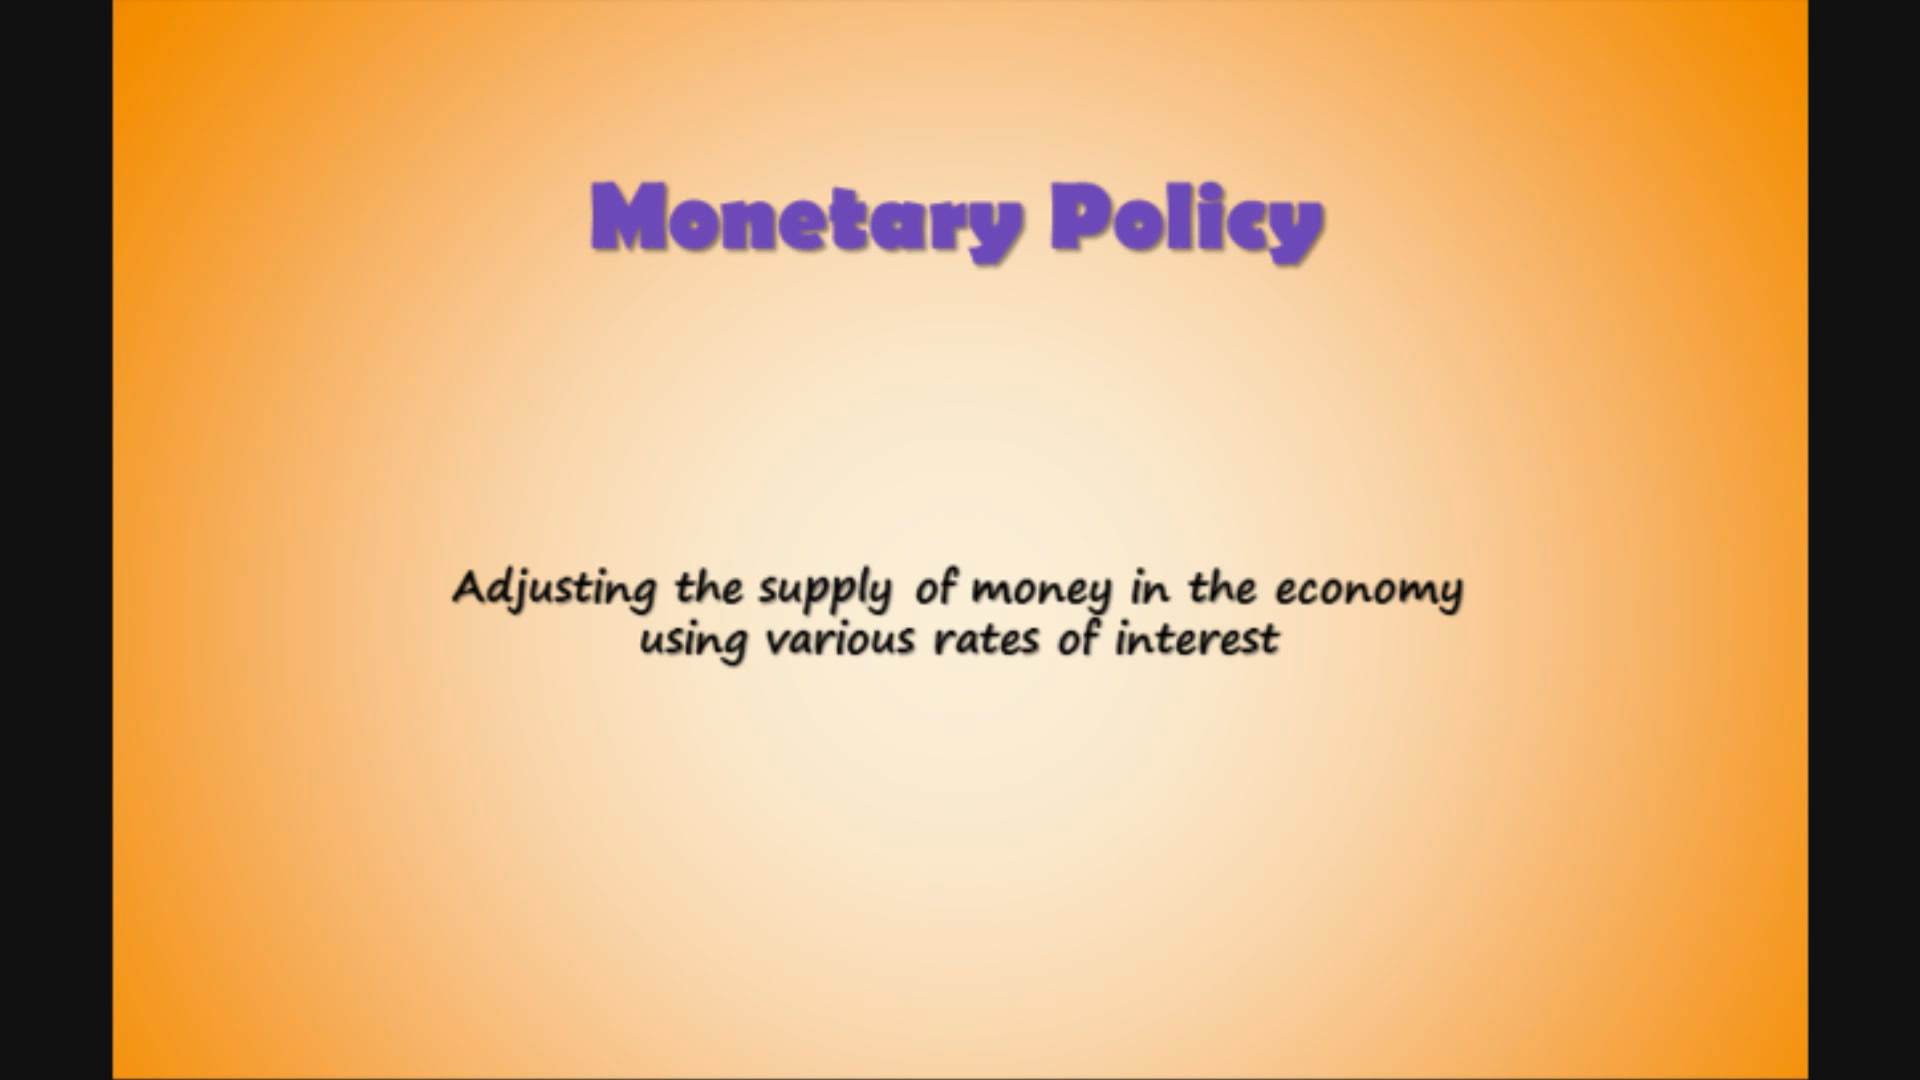 Monetary Policy
Adjusting the supply of money in the economy
using various rates of interest